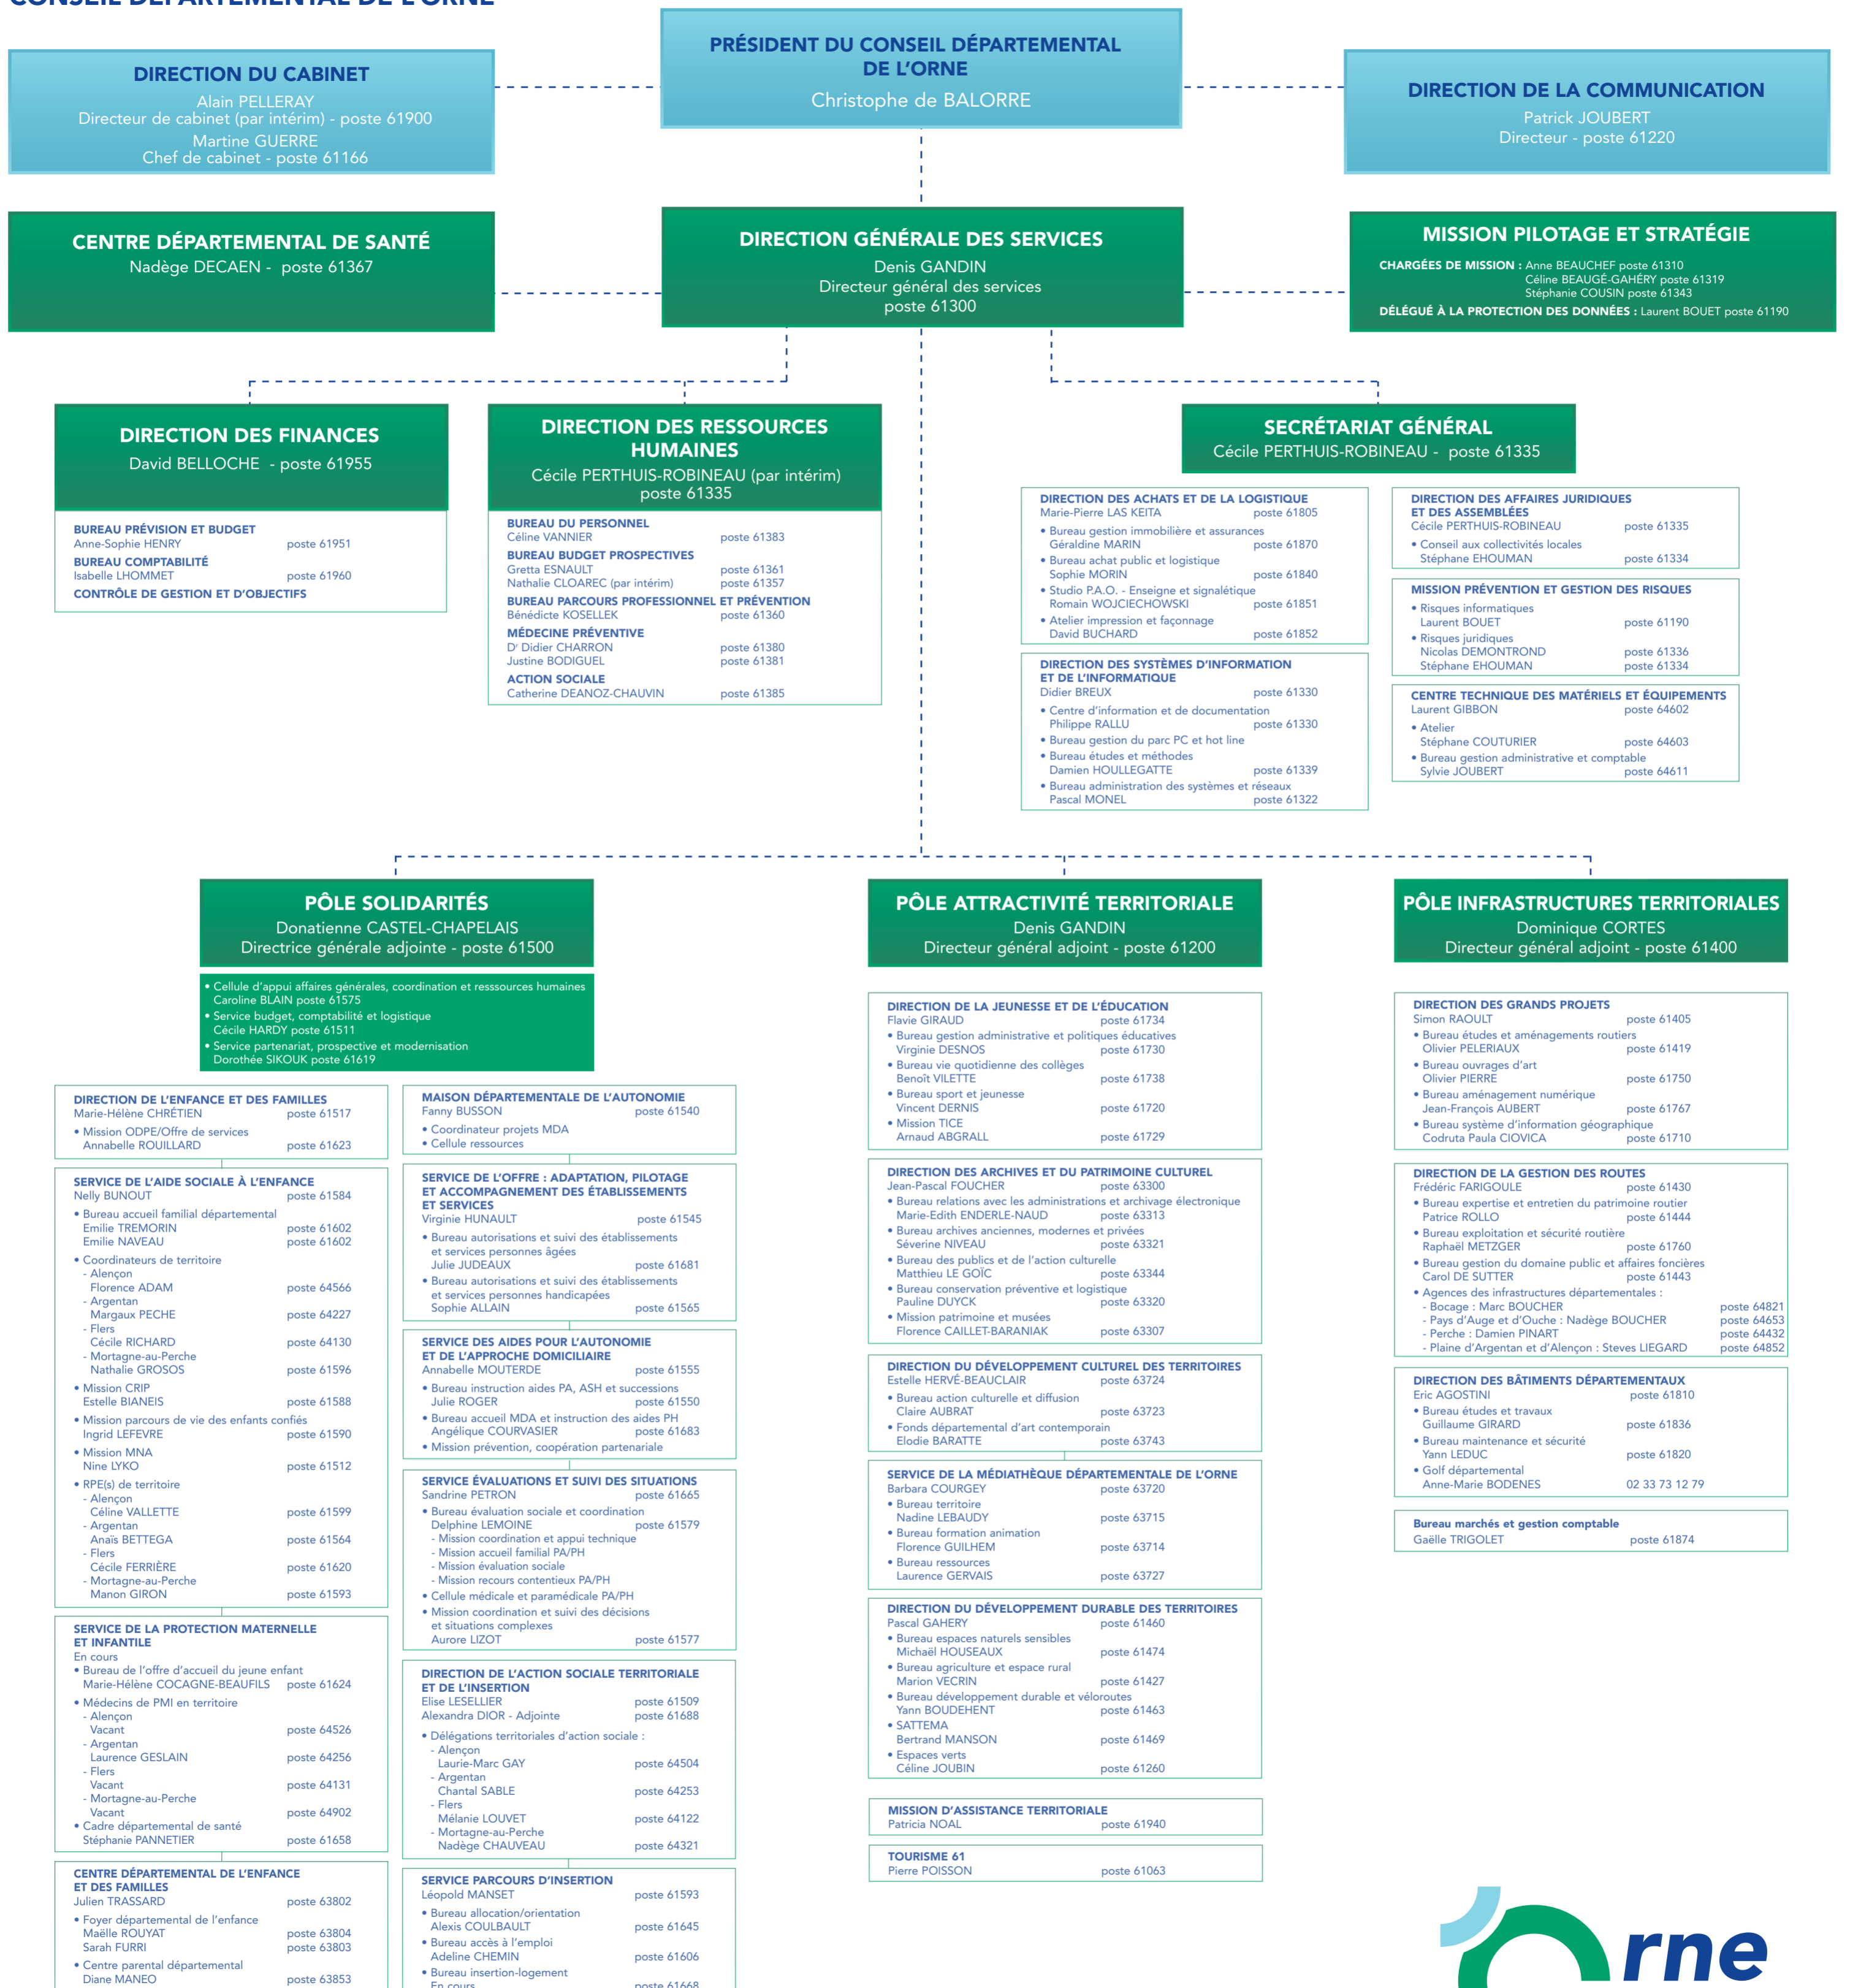 CONSEIL DÉPARTEMENTAL DE L'ORNE
PRÉSIDENT DU CONSEIL DÉPARTEMENTAL
DE L'ORNE
Christophe de BALORRE
DIRECTION DU CABINET
Alain PELLERAY
Directeur de cabinet (par intérim) - poste 61900
Martine GUERRE
Chef de cabinet - poste 61166
DIRECTION DE LA COMMUNICATION
Patrick JOUBERT
Directeur - poste 61220
CENTRE DÉPARTEMENTAL DE SANTÉ
Nadège DECAEN - poste 61367
DIRECTION GÉNÉRALE DES SERVICES
Denis GANDIN
Directeur général des services
poste 61300
MISSION PILOTAGE ET STRATÉGIE
CHARGÉES DE MISSION : Anne BEAUCHEF poste 61310
Céline BEAUGÉ-GAHÉRY poste 61319
Stéphanie COUSIN poste 61343
DÉLÉGUÉ À LA PROTECTION DES DONNÉES : Laurent BOUET poste 61190
DIRECTION DES FINANCES
David BELLOCHE - poste 61955
BUREAU PRÉVISION ET BUDGET
Anne-Sophie HENRY poste 61951
BUREAU COMPTABILITÉ
Isabelle LHOMMET poste 61960
CONTRÔLE DE GESTION ET D'OBJECTIFS
DIRECTION DES RESSOURCES
HUMAINES
Cécile PERTHUIS-ROBINEAU (par intérim)
poste 61335
BUREAU DU PERSONNEL
Céline VANNIER poste 61383
BUREAU BUDGET PROSPECTIVES
Gretta ESNAULT poste 61361
Nathalie CLOAREC (par intérim) poste 61357
BUREAU PARCOURS PROFESSIONNEL ET PRÉVENTION
Bénédicte KOSELLEK poste 61360
MÉDECINE PRÉVENTIVE
Dr Didier CHARRON poste 61380
Justine BODIGUEL poste 61381
ACTION SOCIALE
Catherine DEANOZ-CHAUVIN poste 61385
SECRÉTARIAT GÉNÉRAL
Cécile PERTHUIS-ROBINEAU - poste 61335
DIRECTION DES ACHATS ET DE LA LOGISTIQUE
Marie-Pierre LAS KEITA poste 61805
• Bureau gestion immobilière et assurances
Géraldine MARIN poste 61870
• Bureau achat public et logistique
Sophie MORIN poste 61840
• Studio P.A.O. - Enseigne et signalétique
Romain WOJCIECHOWSKI poste 61851
• Atelier impression et façonnage
David BUCHARD poste 61852
DIRECTION DES SYSTÈMES D'INFORMATION
ET DE L'INFORMATIQUE
Didier BREUX poste 61330
• Centre d'information et de documentation
Philippe RALLU poste 61330
• Bureau gestion du parc PC et hot line
• Bureau études et méthodes
Damien HOULLEGATTE poste 61339
• Bureau administration des systèmes et réseaux
Pascal MONEL poste 61322
DIRECTION DES AFFAIRES JURIDIQUES
ET DES ASSEMBLÉES
Cécile PERTHUIS-ROBINEAU poste 61335
• Conseil aux collectivités locales
Stéphane EHOUMAN poste 61334
MISSION PRÉVENTION ET GESTION DES RISQUES
• Risques informatiques
Laurent BOUET poste 61190
• Risques juridiques
Nicolas DEMONTROND poste 61336
Stéphane EHOUMAN poste 61334
CENTRE TECHNIQUE DES MATÉRIELS ET ÉQUIPEMENTS
Laurent GIBBON poste 64602
• Atelier
Stéphane COUTURIER poste 64603
• Bureau gestion administrative et comptable
Sylvie JOUBERT poste 64611
PÔLE SOLIDARITÉS
Donatienne CASTEL-CHAPELAIS
Directrice générale adjointe - poste 61500
• Cellule d'appui affaires générales, coordination et resssources humaines
Caroline BLAIN poste 61575
• Service budget, comptabilité et logistique
Cécile HARDY poste 61511
• Service partenariat, prospective et modernisation
Dorothée SIKOUK poste 61619
DIRECTION DE L'ENFANCE ET DES FAMILLES
Marie-Hélène CHRÉTIEN poste 61517
• Mission ODPE/Offre de services
Annabelle ROUILLARD poste 61623
SERVICE DE L'AIDE SOCIALE À L'ENFANCE
Nelly BUNOUT poste 61584
• Bureau accueil familial départemental
Emilie TREMORIN poste 61602
Emilie NAVEAU poste 61602
• Coordinateurs de territoire
- Alençon
Florence ADAM poste 64566
- Argentan
Margaux PECHE poste 64227
- Flers
Cécile RICHARD poste 64130
- Mortagne-au-Perche
Nathalie GROSOS poste 61596
• Mission CRIP
Estelle BIANEIS poste 61588
• Mission parcours de vie des enfants confiés
Ingrid LEFEVRE poste 61590
• Mission MNA
Nine LYKO poste 61512
• RPE(s) de territoire
- Alençon
Céline VALLETTE poste 61599
- Argentan
Anaïs BETTEGA poste 61564
- Flers
Cécile FERRIÈRE poste 61620
- Mortagne-au-Perche
Manon GIRON poste 61593
SERVICE DE LA PROTECTION MATERNELLE
ET INFANTILE
En cours
• Bureau de l'offre d'accueil du jeune enfant
Marie-Hélène COCAGNE-BEAUFILS poste 61624
• Médecins de PMI en territoire
- Alençon
Vacant poste 64526
- Argentan
Laurence GESLAIN poste 64256
- Flers
Vacant poste 64131
- Mortagne-au-Perche
Vacant poste 64902
• Cadre départemental de santé
Stéphanie PANNETIER poste 61658
CENTRE DÉPARTEMENTAL DE L'ENFANCE
ET DES FAMILLES
Julien TRASSARD poste 63802
• Foyer départemental de l'enfance
Maëlle ROUYAT poste 63804
Sarah FURRI poste 63803
• Centre parental départemental
Diane MANEO poste 63853
MAISON DÉPARTEMENTALE DE L'AUTONOMIE
Fanny BUSSON poste 61540
• Coordinateur projets MDA
• Cellule ressources
SERVICE DE L'OFFRE : ADAPTATION, PILOTAGE
ET ACCOMPAGNEMENT DES ÉTABLISSEMENTS
ET SERVICES
Virginie HUNAULT poste 61545
• Bureau autorisations et suivi des établissements
et services personnes âgées
Julie JUDEAUX poste 61681
• Bureau autorisations et suivi des établissements
et services personnes handicapées
Sophie ALLAIN poste 61565
SERVICE DES AIDES POUR L'AUTONOMIE
ET DE L'APPROCHE DOMICILIAIRE
Annabelle MOUTERDE poste 61555
• Bureau instruction aides PA, ASH et successions
Julie ROGER poste 61550
• Bureau accueil MDA et instruction des aides PH
Angélique COURVASIER poste 61683
• Mission prévention, coopération partenariale
SERVICE ÉVALUATIONS ET SUIVI DES SITUATIONS
Sandrine PETRON poste 61665
• Bureau évaluation sociale et coordination
Delphine LEMOINE poste 61579
- Mission coordination et appui technique
- Mission accueil familial PA/PH
- Mission évaluation sociale
- Mission recours contentieux PA/PH
• Cellule médicale et paramédicale PA/PH
• Mission coordination et suivi des décisions
et situations complexes
Aurore LIZOT poste 61577
DIRECTION DE L'ACTION SOCIALE TERRITORIALE
ET DE L'INSERTION
Elise LESELLIER poste 61509
Alexandra DIOR - Adjointe poste 61688
• Délégations territoriales d'action sociale :
- Alençon
Laurie-Marc GAY poste 64504
- Argentan
Chantal SABLE poste 64253
- Flers
Mélanie LOUVET poste 64122
- Mortagne-au-Perche
Nadège CHAUVEAU poste 64321
SERVICE PARCOURS D'INSERTION
Léopold MANSET poste 61593
• Bureau allocation/orientation
Alexis COULBAULT poste 61645
• Bureau accès à l'emploi
Adeline CHEMIN poste 61606
• Bureau insertion-logement
En cours poste 61668
PÔLE ATTRACTIVITÉ TERRITORIALE
Denis GANDIN
Directeur général adjoint - poste 61200
DIRECTION DE LA JEUNESSE ET DE L'ÉDUCATION
Flavie GIRAUD poste 61734
• Bureau gestion administrative et politiques éducatives
Virginie DESNOS poste 61730
• Bureau vie quotidienne des collèges
Benoît VILETTE poste 61738
• Bureau sport et jeunesse
Vincent DERNIS poste 61720
• Mission TICE
Arnaud ABGRALL poste 61729
DIRECTION DES ARCHIVES ET DU PATRIMOINE CULTUREL
Jean-Pascal FOUCHER poste 63300
• Bureau relations avec les administrations et archivage électronique
Marie-Edith ENDERLE-NAUD poste 63313
• Bureau archives anciennes, modernes et privées
Séverine NIVEAU poste 63321
• Bureau des publics et de l'action culturelle
Matthieu LE GOÏC poste 63344
• Bureau conservation préventive et logistique
Pauline DUYCK poste 63320
• Mission patrimoine et musées
Florence CAILLET-BARANIAK poste 63307
DIRECTION DU DÉVELOPPEMENT CULTUREL DES TERRITOIRES
Estelle HERVÉ-BEAUCLAIR poste 63724
• Bureau action culturelle et diffusion
Claire AUBRAT poste 63723
• Fonds départemental d'art contemporain
Elodie BARATTE poste 63743
SERVICE DE LA MÉDIATHÈQUE DÉPARTEMENTALE DE L'ORNE
Barbara COURGEY poste 63720
• Bureau territoire
Nadine LEBAUDY poste 63715
• Bureau formation animation
Florence GUILHEM poste 63714
• Bureau ressources
Laurence GERVAIS poste 63727
DIRECTION DU DÉVELOPPEMENT DURABLE DES TERRITOIRES
Pascal GAHERY poste 61460
• Bureau espaces naturels sensibles
Michaël HOUSEAUX poste 61474
• Bureau agriculture et espace rural
Marion VECRIN poste 61427
• Bureau développement durable et véloroutes
Yann BOUDEHENT poste 61463
• SATTEMA
Bertrand MANSON poste 61469
• Espaces verts
Céline JOUBIN poste 61260
MISSION D'ASSISTANCE TERRITORIALE
Patricia NOAL poste 61940
TOURISME 61
Pierre POISSON poste 61063
PÔLE INFRASTRUCTURES TERRITORIALES
Dominique CORTES
Directeur général adjoint - poste 61400
DIRECTION DES GRANDS PROJETS
Simon RAOULT poste 61405
• Bureau études et aménagements routiers
Olivier PELERIAUX poste 61419
• Bureau ouvrages d'art
Olivier PIERRE poste 61750
• Bureau aménagement numérique
Jean-François AUBERT poste 61767
• Bureau système d'information géographique
Codruta Paula CIOVICA poste 61710
DIRECTION DE LA GESTION DES ROUTES
Frédéric FARIGOULE poste 61430
• Bureau expertise et entretien du patrimoine routier
Patrice ROLLO poste 61444
• Bureau exploitation et sécurité routière
Raphaël METZGER poste 61760
• Bureau gestion du domaine public et affaires foncières
Carol DE SUTTER poste 61443
• Agences des infrastructures départementales :
- Bocage : Marc BOUCHER poste 64821
- Pays d'Auge et d'Ouche : Nadège BOUCHER poste 64653
- Perche : Damien PINART poste 64432
- Plaine d'Argentan et d'Alençon : Steves LIEGARD poste 64852
DIRECTION DES BÂTIMENTS DÉPARTEMENTAUX
Eric AGOSTINI poste 61810
• Bureau études et travaux
Guillaume GIRARD poste 61836
• Bureau maintenance et sécurité
Yann LEDUC poste 61820
• Golf départemental
Anne-Marie BODENES 02 33 73 12 79
Bureau marchés et gestion comptable
Gaëlle TRIGOLET poste 61874
Orne